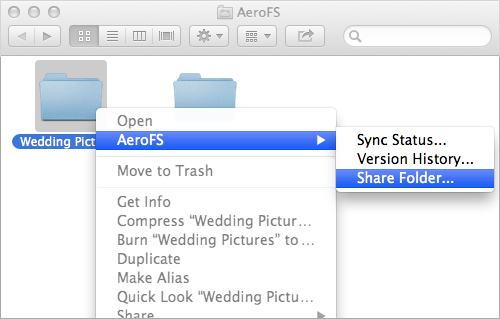 AeroFS
Wedding Pict
Open
AeroFS
Move to Trash
Get Info
Compress “Wedding Pictur…
Burn “Wedding Pictures” to…
Duplicate
Make Alias
Quick Look “Wedding Pictu…
Share
Sync Status...
Version History...
Share Folder...